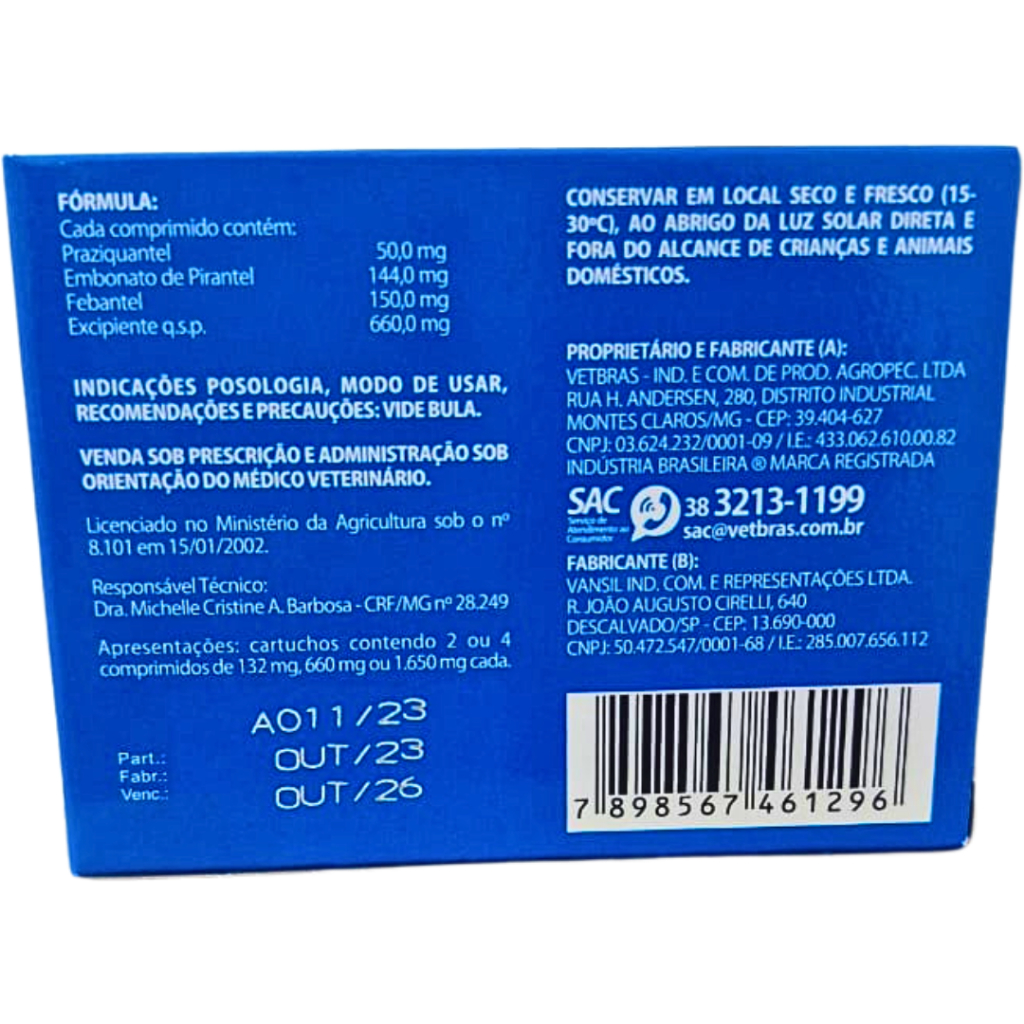 FÓRMULA:
Cada comprimido contém:
Praziquantel 50,0 mg
Embonato de Pirantel 144,0 mg
Febantel 150,0 mg
Excipiente q.s.p. 660,0 mg
INDICAÇÕES POSOLOGIA, MODO DE USAR,
RECOMENDAÇÕES E PRECAUÇÕES: VIDE BULA.
VENDA SOB PRESCRIÇÃO E ADMINISTRAÇÃO SOB
ORIENTAÇÃO DO MÉDICO VETERINÁRIO.
Licenciado no Ministério da Agricultura sob o nº
8.101 em 15/01/2002.
Responsável Técnico:
Dra. Michelle Cristine A. Barbosa - CRF/MG nº 28.249
Apresentações: cartuchos contendo 2 ou 4
comprimidos de 132 mg, 660 mg ou 1.650 mg cada.
Part.: A011/23
Fabr.: OUT/23
Venc.: OUT/26
CONSERVAR EM LOCAL SECO E FRESCO (15-
30ºC), AO ABRIGO DA LUZ SOLAR DIRETA E
FORA DO ALCANCE DE CRIANÇAS E ANIMAIS
DOMÉSTICOS.
PROPRIETÁRIO E FABRICANTE (A):
VETBRAS - IND. E COM. DE PROD. AGROPEC. LTDA
RUA H. ANDERSEN, 280, DISTRITO INDUSTRIAL
MONTES CLAROS/MG - CEP: 39.404-627
CNPJ: 03.624.232/0001-09 / I.E.: 433.062.610.00.82
INDÚSTRIA BRASILEIRA ® MARCA REGISTRADA
SAC 38 3213-1199
Serviço de
Atendimento ao
Consumidor
sac@vetbras.com.br
FABRICANTE (B):
VANSIL IND. COM. E REPRESENTAÇÕES LTDA.
R. JOÃO AUGUSTO CIRELLI, 640
DESCALVADO/SP - CEP: 13.690-000
CNPJ: 50.472.547/0001-68 / I.E.: 285.007.656.112
7 898567 461296